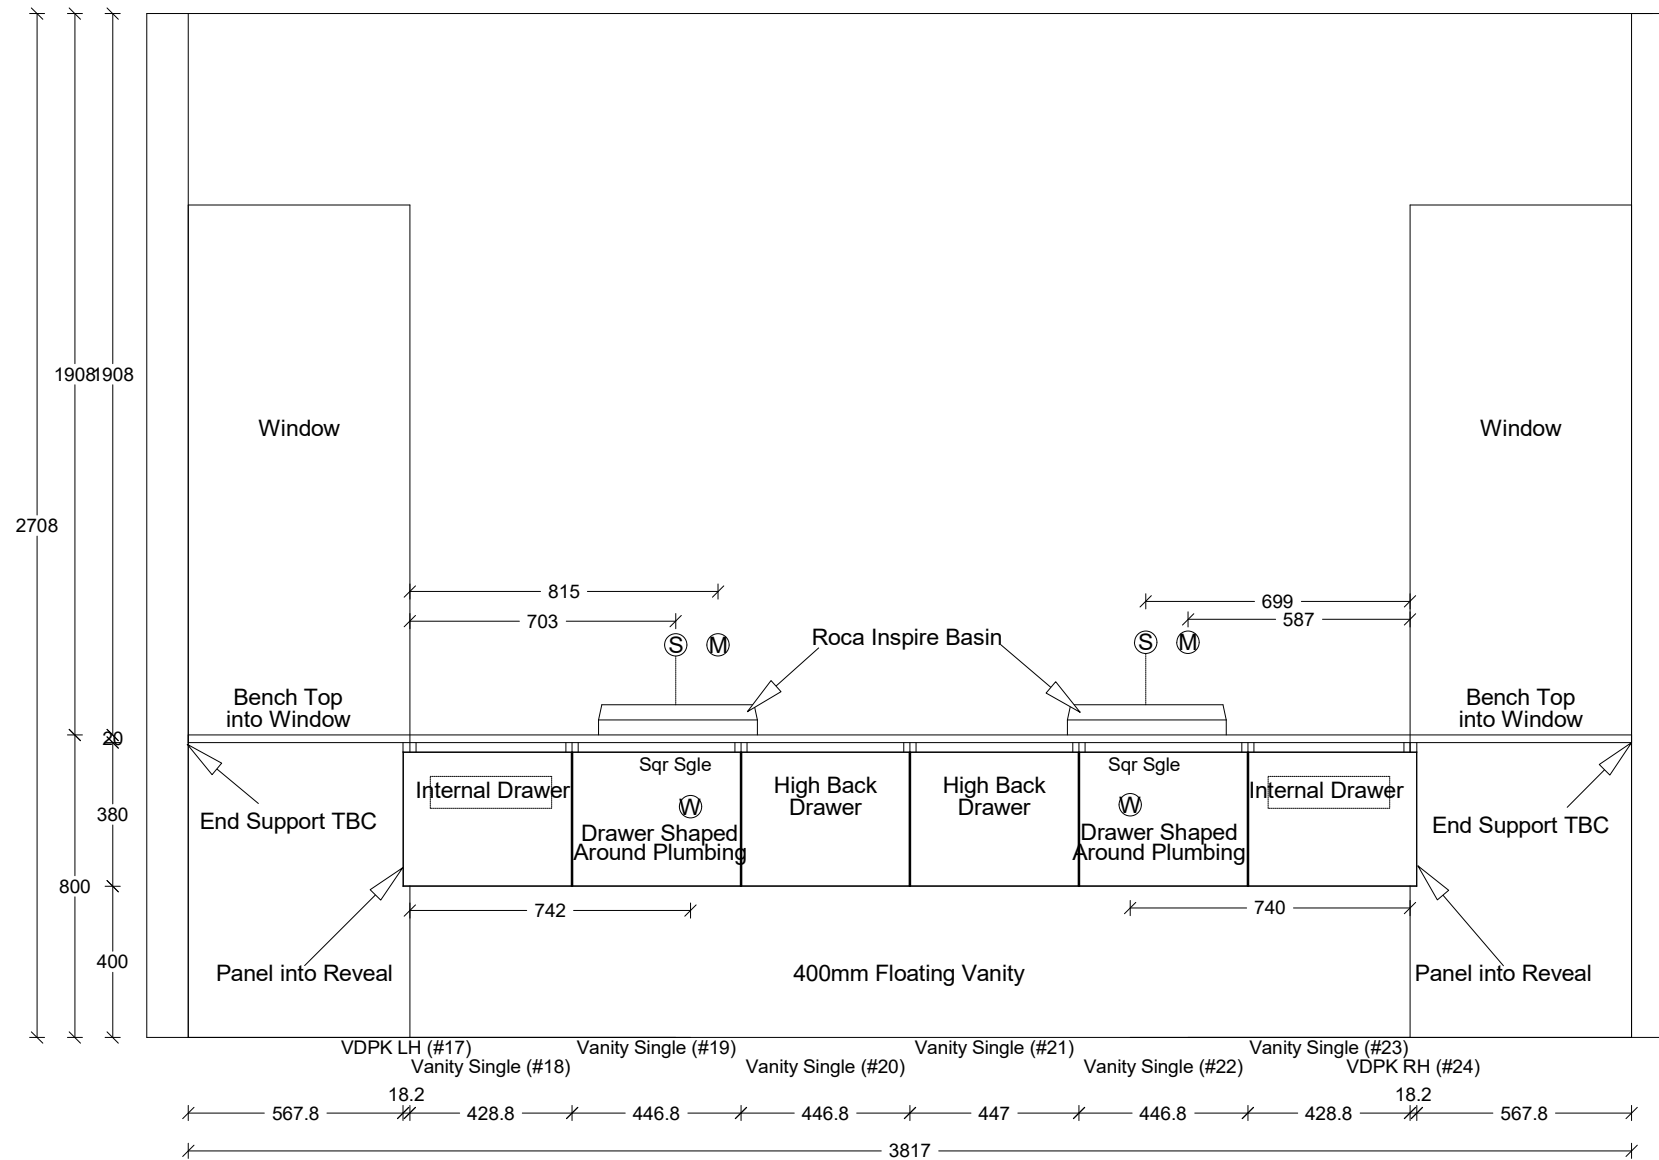 1908
1908
Window
Window
2708
815
699
703
587
S
M
S
M
Roca Inspire Basin
Bench Top
into Window
Bench Top
into Window
20
Sqr Sgle
Sqr Sgle
Internal Drawer
High Back
Drawer
High Back
Drawer
Internal Drawer
W
W
380
End Support TBC
Drawer Shaped
Around Plumbing
Drawer Shaped
Around Plumbing
End Support TBC
800
742
740
400
Panel into Reveal
400mm Floating Vanity
Panel into Reveal
VDPK LH (#17)
Vanity Single (#19)
Vanity Single (#21)
Vanity Single (#23)
Vanity Single (#18)
Vanity Single (#20)
Vanity Single (#22)
VDPK RH (#24)
18.2
18.2
567.8
428.8
446.8
446.8
447
446.8
428.8
567.8
3817